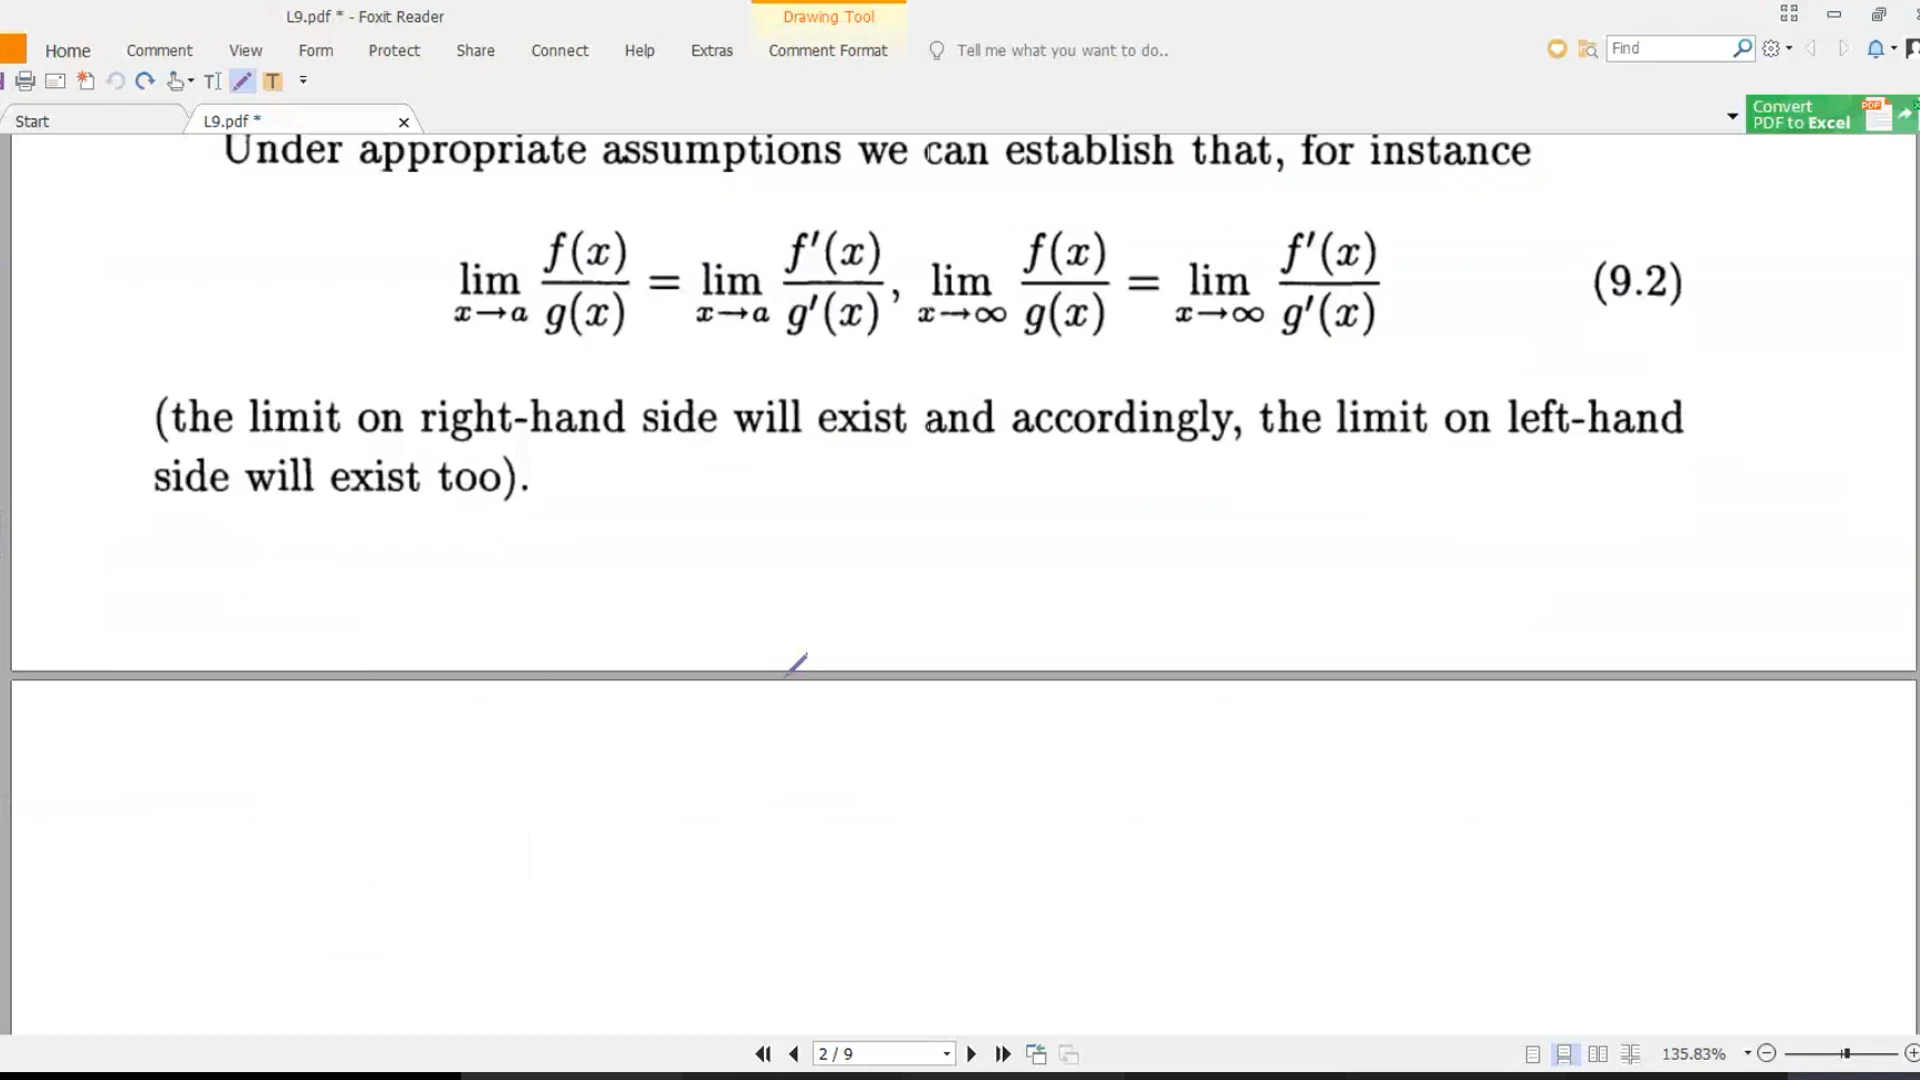 L9.pdf * - Foxit Reader
Drawing Tool
Home Comment View Form Protect Share Connect Help Extras Comment Format Tell me what you want to do.. Find
Start
L9.pdf *
Convert
PDF to Excel
Under appropriate assumptions we can establish that, for instance
lim_{x→a} f(x)/g(x) = lim_{x→a} f′(x)/g′(x), lim_{x→∞} f(x)/g(x) = lim_{x→∞} f′(x)/g′(x) (9.2)
(the limit on right-hand side will exist and accordingly, the limit on left-hand
side will exist too).
2 / 9
135.83%